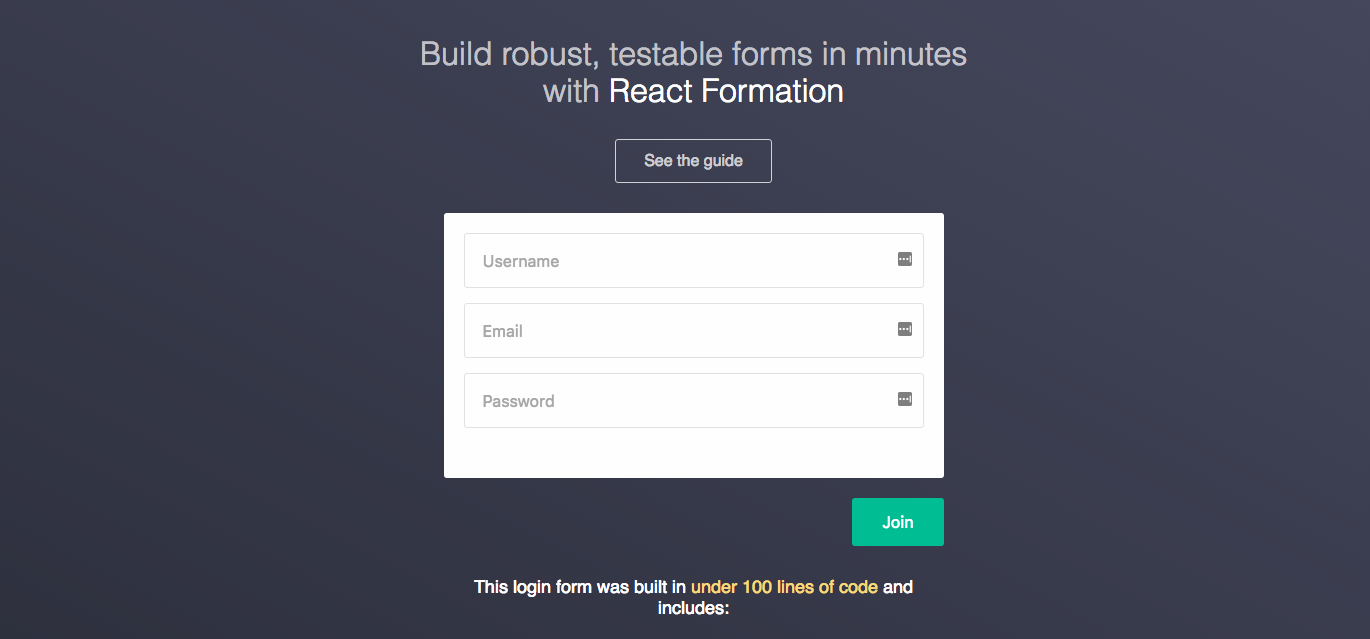 Build robust, testable forms in minutes
with React Formation
See the guide
Username
Email
Password
Join
This login form was built in under 100 lines of code and
includes: